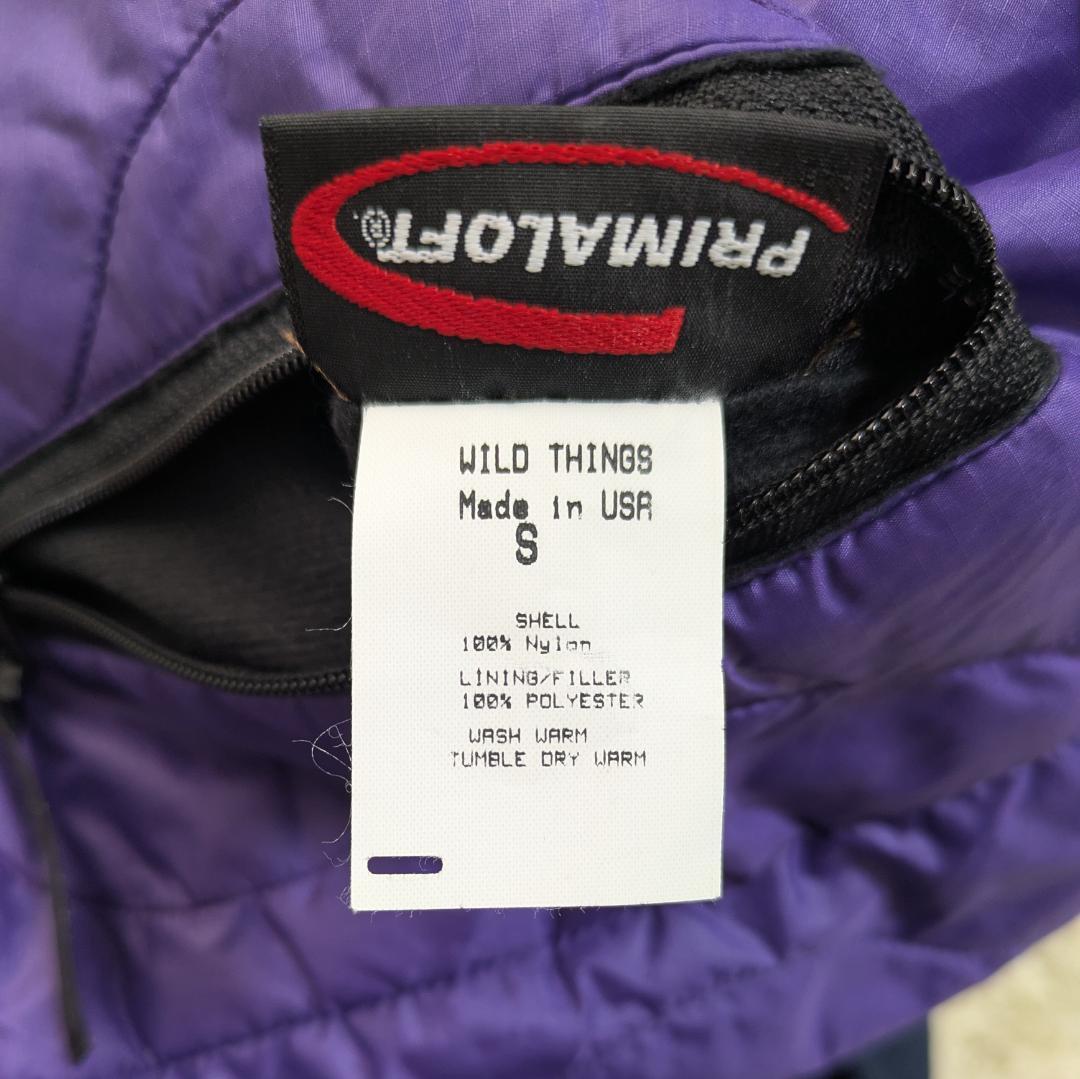 PRIMALOFT®
WILD THINGS
Made in USA
S
SHELL
100% Nylon
LINING/FILLER
100% POLYESTER
WASH WARM
TUMBLE DRY WARM